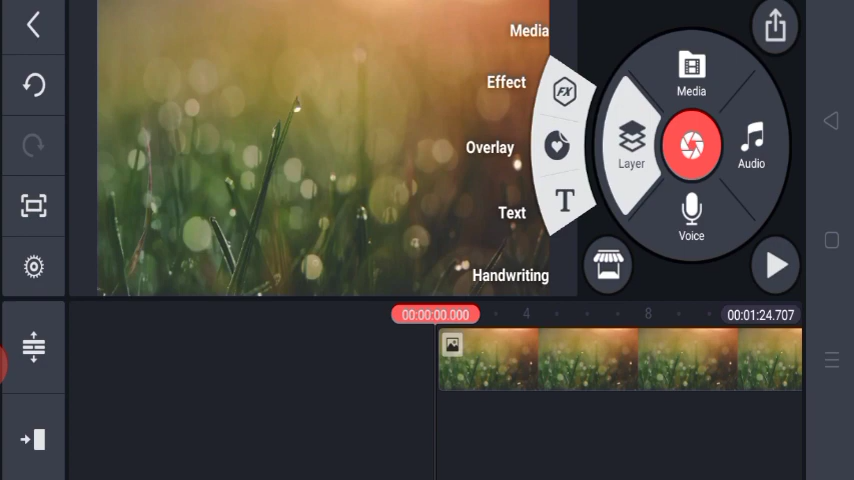 Media
Effect
FX
Overlay
T
Text
Handwriting
Media
Layer
Audio
Voice
00:00:00.000
4
8
00:01:24.707